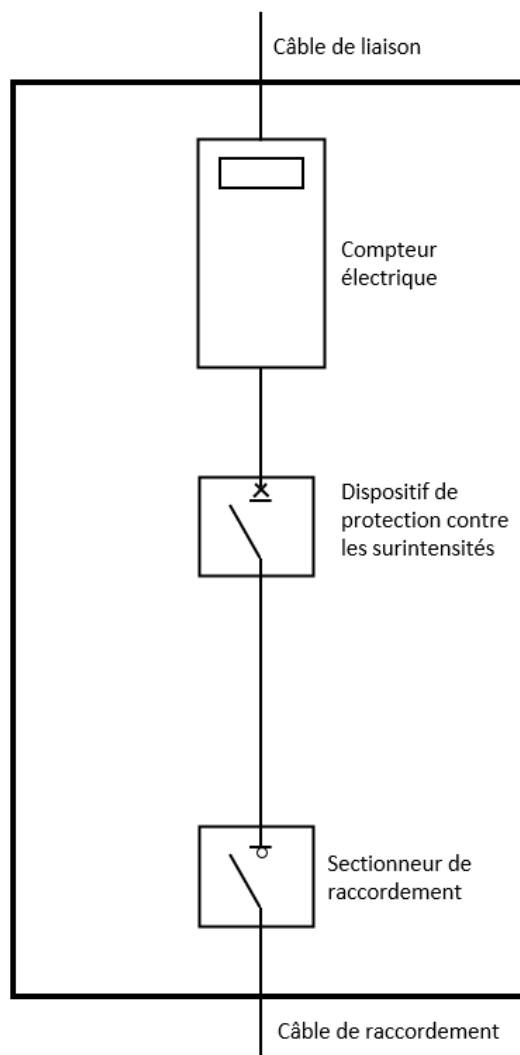 Câble de liaison
Compteur
électrique
Dispositif de
protection contre
les surintensités
Sectionneur de
raccordement
Câble de raccordement